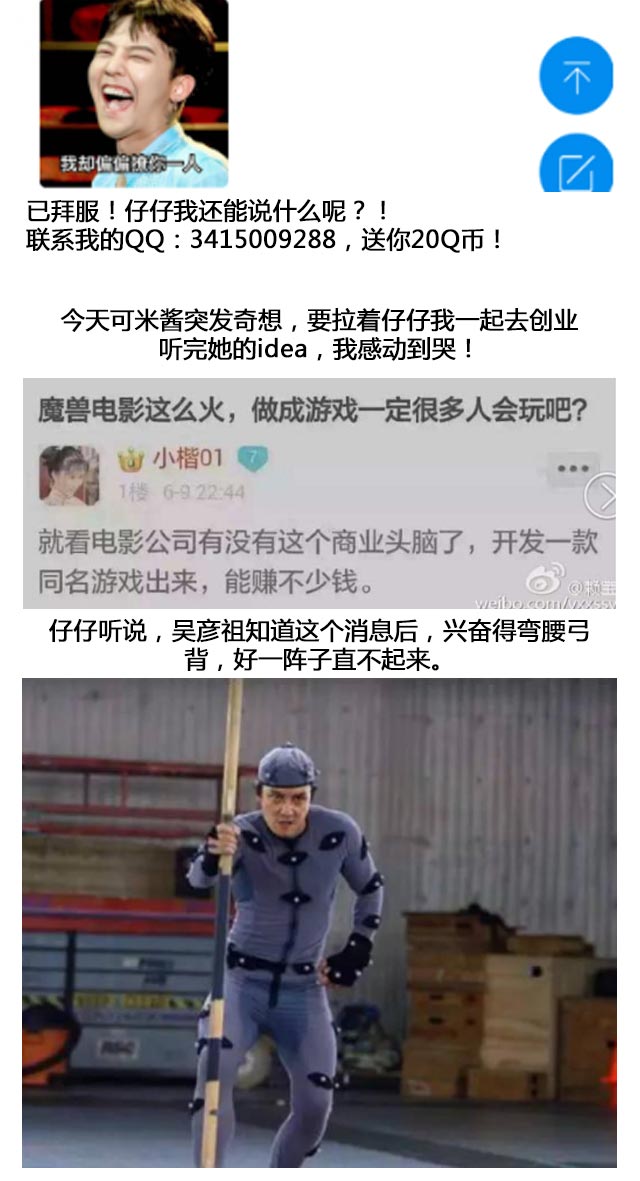 我却偏偏撩你一人
已拜服！仔仔我还能说什么呢？！
联系我的QQ：3415009288，送你20Q币！
今天可米酱突发奇想，要拉着仔仔我一起去创业
听完她的idea，我感动到哭！
魔兽电影这么火，做成游戏一定很多人会玩吧？
小楷01 7
1楼 6-9 22:44
就看电影公司有没有这个商业头脑了，开发一款
同名游戏出来，能赚不少钱。
仔仔听说，吴彦祖知道这个消息后，兴奋得弯腰弓
背，好一阵子直不起来。